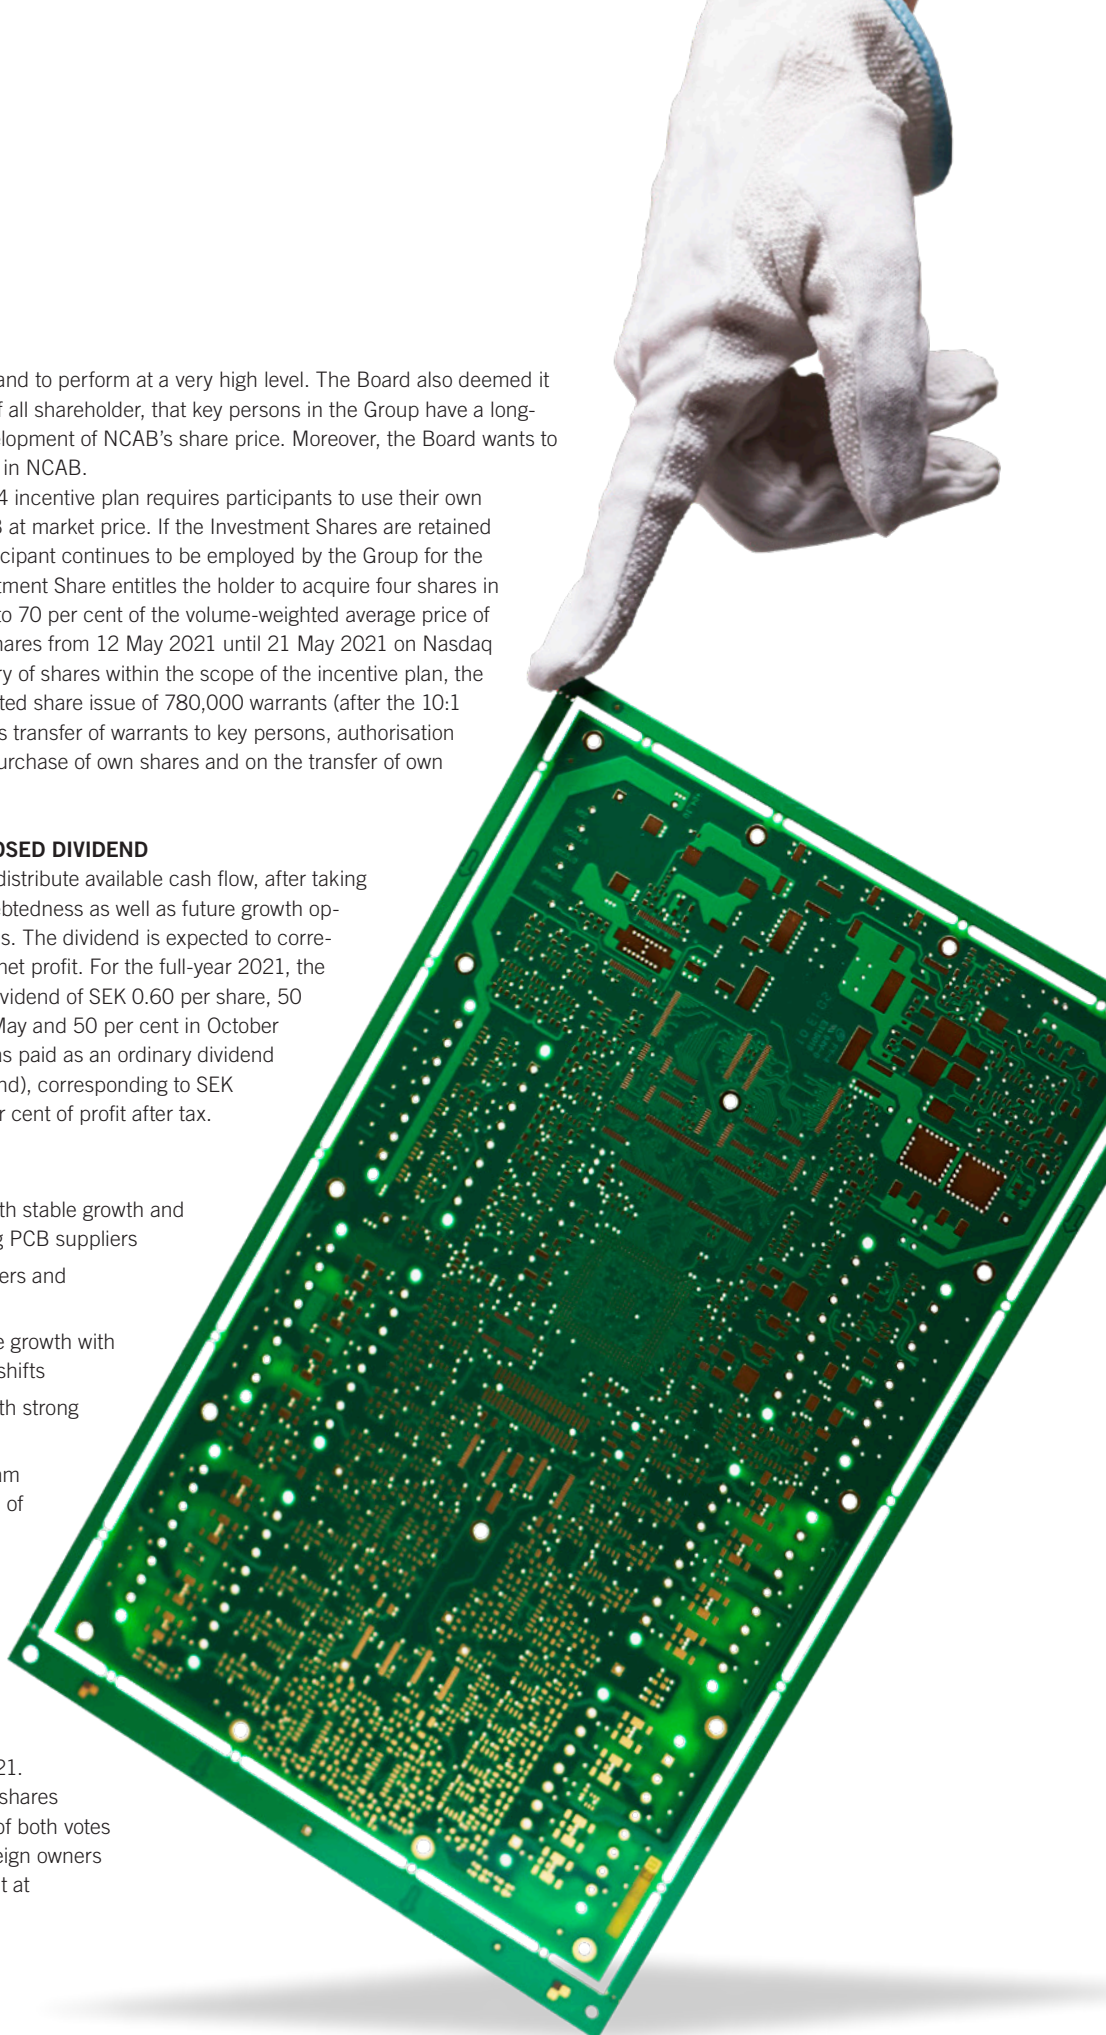 and to perform at a very high level. The Board also deemed it
f all shareholder, that key persons in the Group have a long-
elopment of NCAB’s share price. Moreover, the Board wants to
in NCAB.
4 incentive plan requires participants to use their own
B at market price. If the Investment Shares are retained
icipant continues to be employed by the Group for the
tment Share entitles the holder to acquire four shares in
to 70 per cent of the volume-weighted average price of
hares from 12 May 2021 until 21 May 2021 on Nasdaq
ry of shares within the scope of the incentive plan, the
ted share issue of 780,000 warrants (after the 10:1
s transfer of warrants to key persons, authorisation
urchase of own shares and on the transfer of own
OSED DIVIDEND
distribute available cash flow, after taking
ebtedness as well as future growth op-
s. The dividend is expected to corre-
net profit. For the full-year 2021, the
vidend of SEK 0.60 per share, 50
May and 50 per cent in October
as paid as an ordinary dividend
nd), corresponding to SEK
r cent of profit after tax.
th stable growth and
g PCB suppliers
ers and
e growth with
shifts
th strong
am
of
21.
shares
of both votes
eign owners
t at